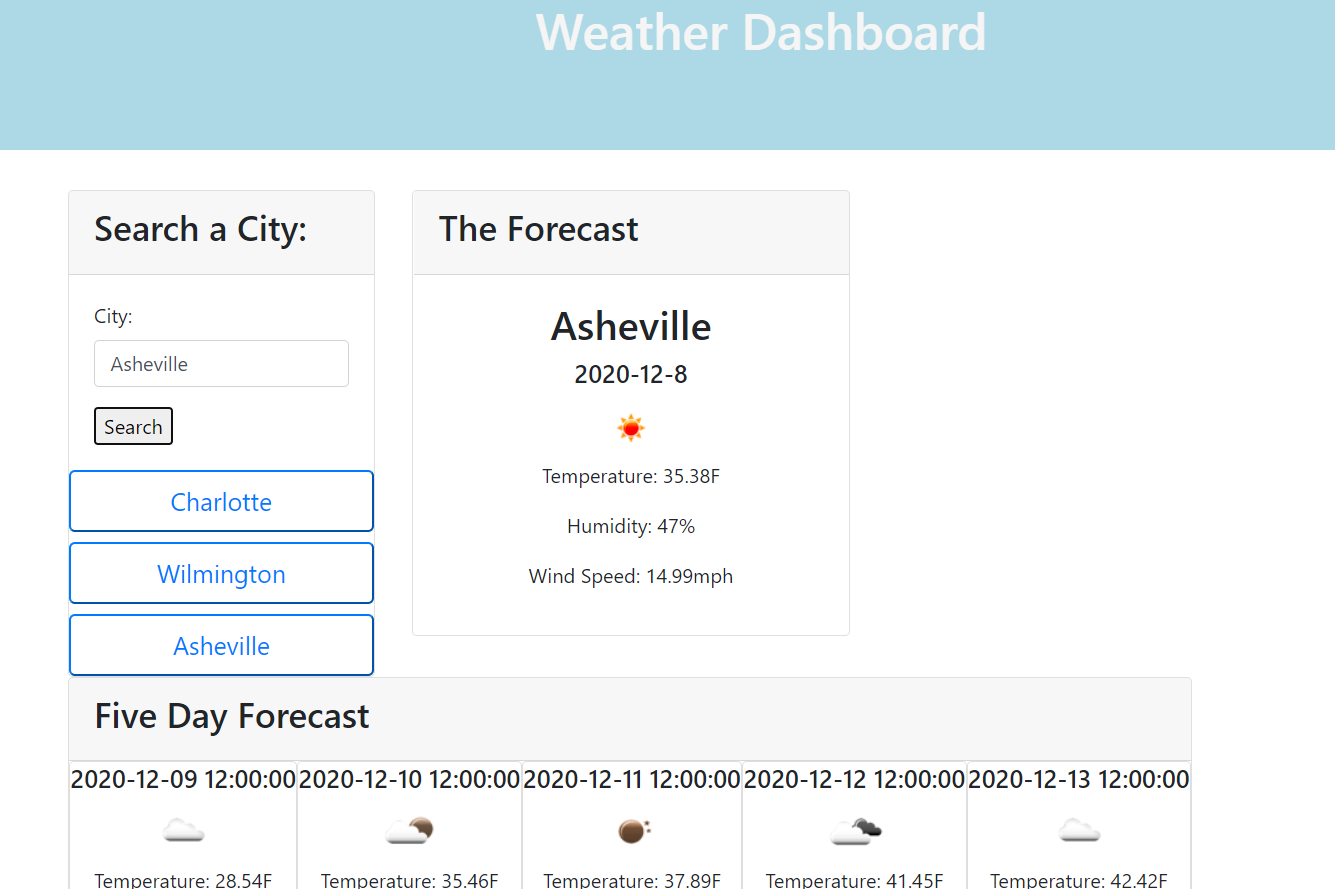 Weather Dashboard
Search a City:
City:
Asheville
Search
Charlotte
Wilmington
Asheville
The Forecast
Asheville
2020-12-8
Temperature: 35.38F
Humidity: 47%
Wind Speed: 14.99mph
Five Day Forecast
2020-12-09 12:00:00
Temperature: 28.54F
2020-12-10 12:00:00
Temperature: 35.46F
2020-12-11 12:00:00
Temperature: 37.89F
2020-12-12 12:00:00
Temperature: 41.45F
2020-12-13 12:00:00
Temperature: 42.42F